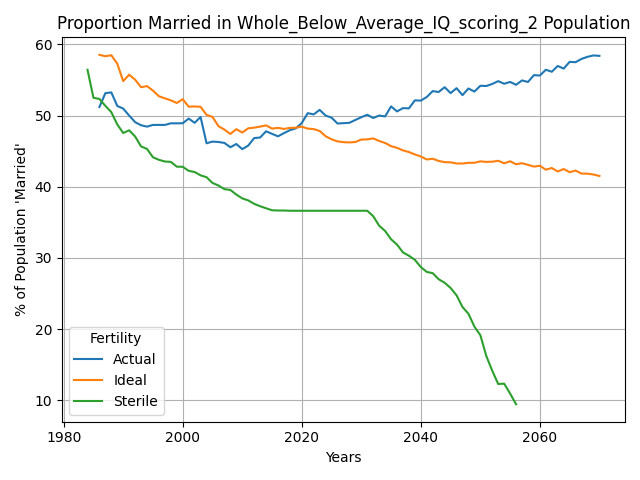 Proportion Married in Whole_Below_Average_IQ_scoring_2 Population
% of Population 'Married'
60
50
40
30
20
10
Fertility
Actual
Ideal
Sterile
1980
2000
2020
2040
2060
Years